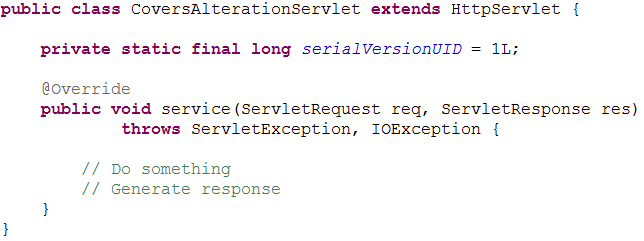 public class CoversAlterationServlet extends HttpServlet {
private static final long serialVersionUID = 1L;
@Override
public void service(ServletRequest req, ServletResponse res)
throws ServletException, IOException {
// Do something
// Generate response
}
}